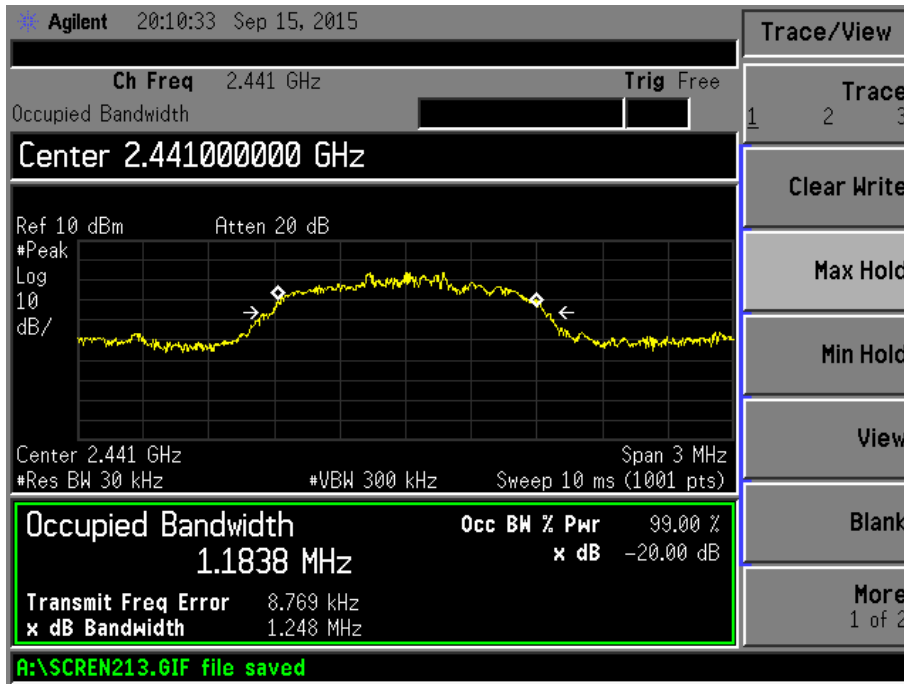 Agilent 20:10:33 Sep 15, 2015
Trace/View
Ch Freq 2.441 GHz Trig Free
Occupied Bandwidth
Trace
1 2 3
Center 2.441000000 GHz
Clear Write
Ref 10 dBm Atten 20 dB
#Peak
Log
10
dB/
Max Hold
Min Hold
Center 2.441 GHz Span 3 MHz
#Res BW 30 kHz #VBW 300 kHz Sweep 10 ms (1001 pts)
View
Occupied Bandwidth Occ BW % Pwr 99.00 %
1.1838 MHz x dB -20.00 dB
Blank
Transmit Freq Error 8.769 kHz
x dB Bandwidth 1.248 MHz
More
1 of 2
A:\SCREN213.GIF file saved